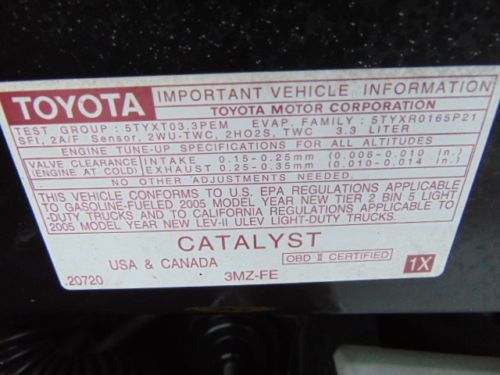 TOYOTA IMPORTANT VEHICLE INFORMATION
TOYOTA MOTOR CORPORATION
TEST GROUP : 5TYXT03.3PEM EVAP. FAMILY : 5TYXR0165P21
SFI, 2A/F Sensor, 2WU-TWC, 2HO2S, TWC 3.3 LITER
ENGINE TUNE-UP SPECIFICATIONS FOR ALL ALTITUDES
VALVE CLEARANCE INTAKE 0.15-0.25mm (0.006-0.010 in.)
(ENGINE AT COLD) EXHAUST 0.25-0.35mm (0.010-0.014 in.)
NO OTHER ADJUSTMENTS NEEDED.
THIS VEHICLE CONFORMS TO U.S. EPA REGULATIONS APPLICABLE
TO GASOLINE-FUELED 2005 MODEL YEAR NEW TIER 2 BIN 5 LIGHT
-DUTY TRUCKS AND TO CALIFORNIA REGULATIONS APPLICABLE TO
2005 MODEL YEAR NEW LEV-II ULEV LIGHT-DUTY TRUCKS.
CATALYST
USA & CANADA OBD II CERTIFIED 1X
20720 3MZ-FE